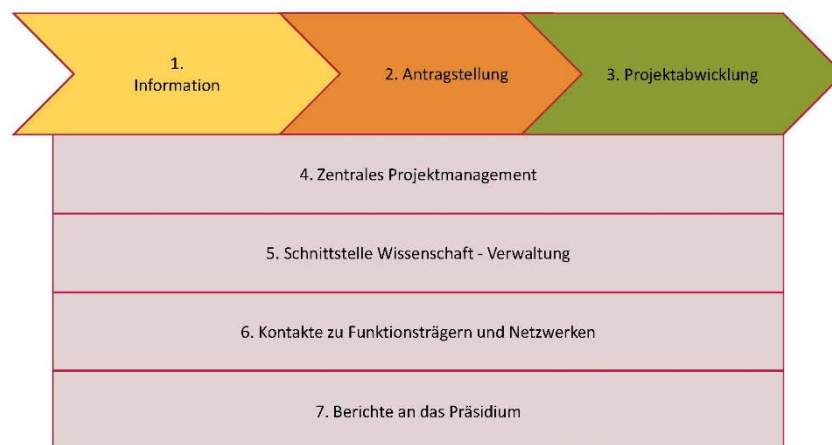 1.
Information
2. Antragstellung
3. Projektabwicklung
4. Zentrales Projektmanagement
5. Schnittstelle Wissenschaft - Verwaltung
6. Kontakte zu Funktionsträgern und Netzwerken
7. Berichte an das Präsidium